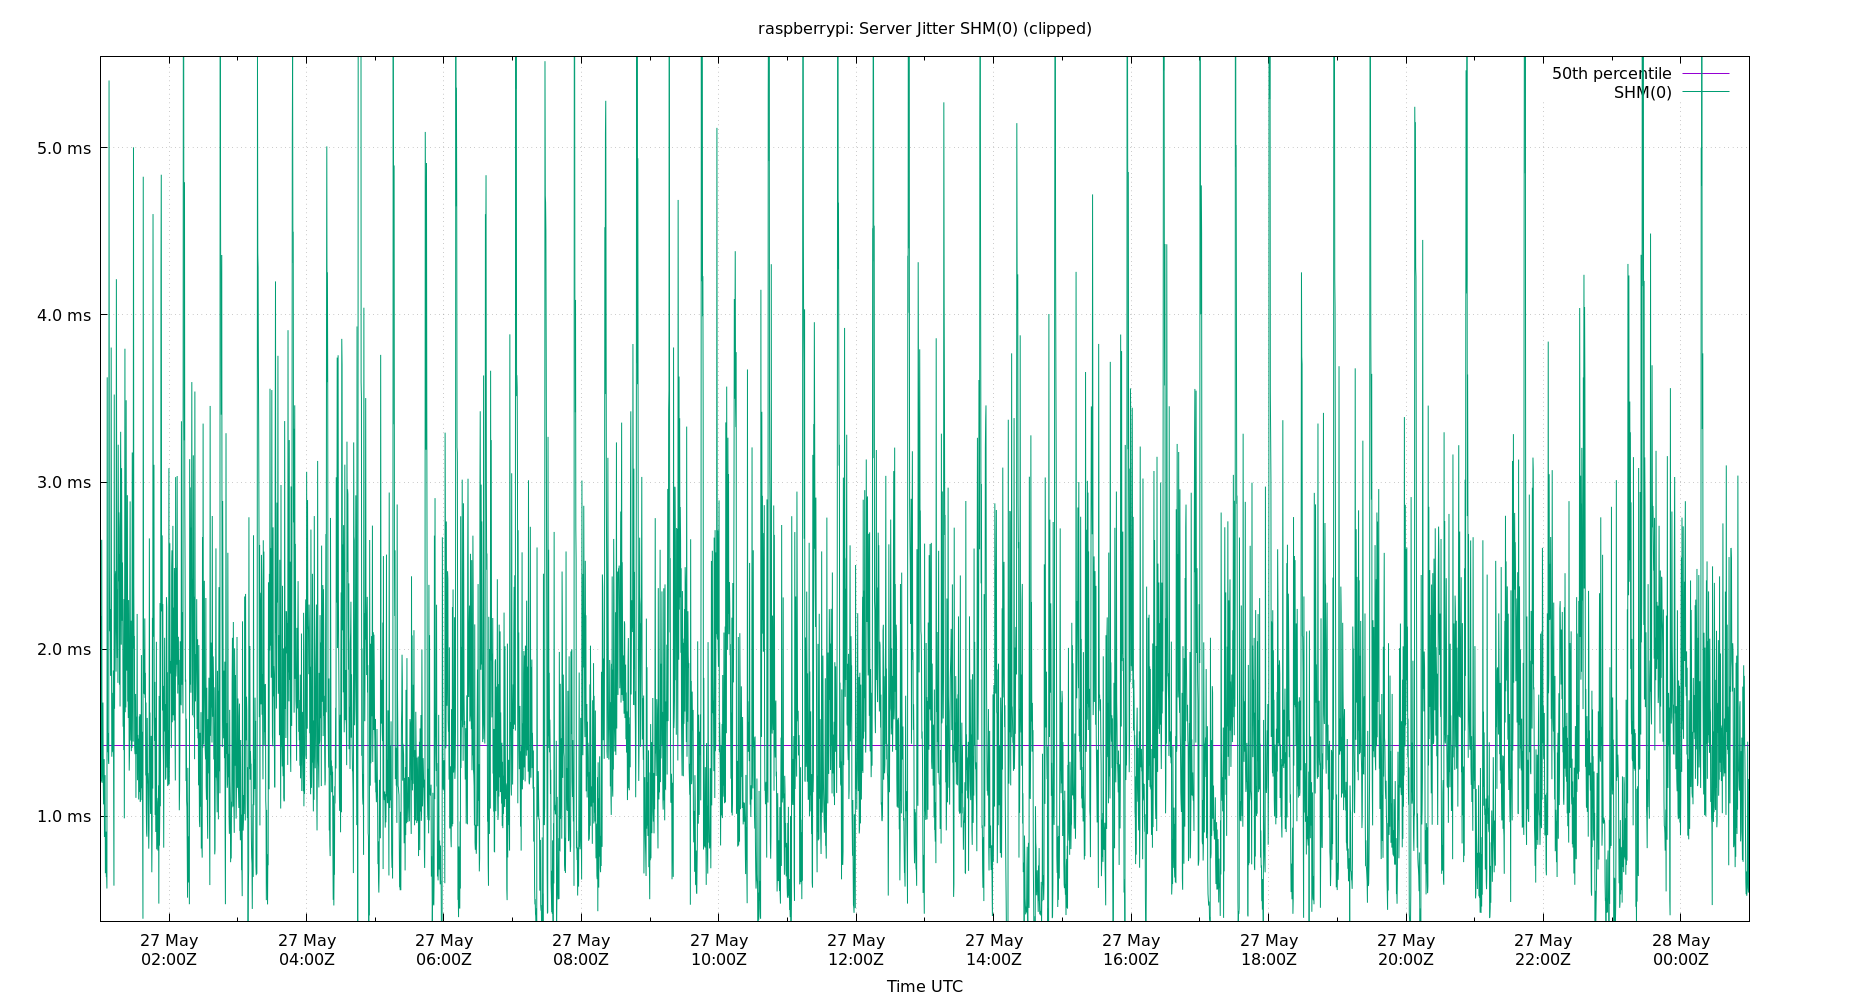 raspberrypi: Server Jitter SHM(0) (clipped)
50th percentile
SHM(0)
5.0 ms
4.0 ms
3.0 ms
2.0 ms
1.0 ms
27 May 27 May 27 May 27 May 27 May 27 May 27 May 27 May 27 May 27 May 27 May 28 May
02:00Z 04:00Z 06:00Z 08:00Z 10:00Z 12:00Z 14:00Z 16:00Z 18:00Z 20:00Z 22:00Z 00:00Z
Time UTC